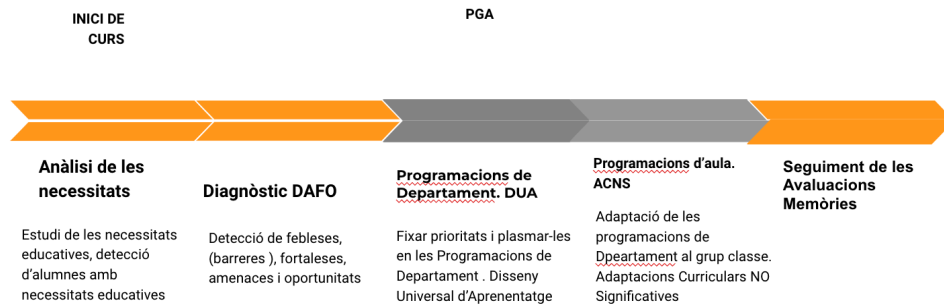 INICI DE
CURS
PGA
Anàlisi de les
necessitats
Estudi de les necessitats
educatives, detecció
d’alumnes amb
necessitats educatives
Diagnòstic DAFO
Detecció de febleses,
(barreres ), fortaleses,
amenaces i oportunitats
Programacions de
Departament. DUA
Fixar prioritats i plasmar-les
en les Programacions de
Departament . Disseny
Universal d’Aprenentatge
Programacions d’aula.
ACNS
Adaptació de les
programacions de
Dpeartament al grup classe.
Adaptacions Curriculars NO
Significatives
Seguiment de les
Avaluacions
Memòries